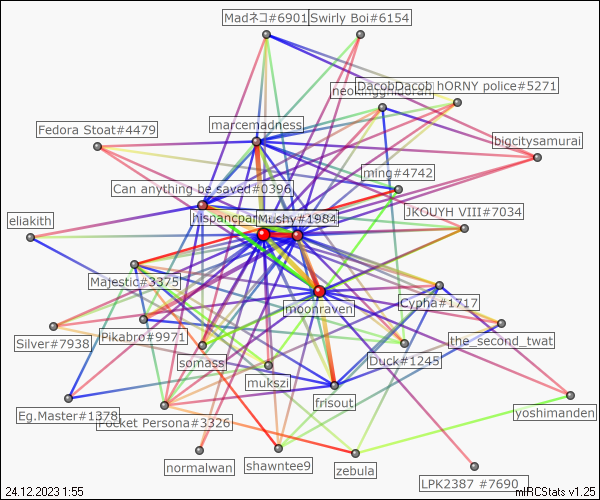 Madネコ#6901
Swirly Boi#6154
DacobDacob hORNY police#5271
neokingghidorah
Fedora Stoat#4479
marcemadness
bigcitysamurai
ming#4742
Can anything be saved#0396
eliakith
hispancpar
Mushy#1984
JKOUYH VIII#7034
Majestic#3375
moonraven
Cypha#1717
Silver#7938
Pikabro#9971
the_second_twat
somass
Duck#1245
mukszi
frisout
Eg.Master#1378
Pocket Persona#3326
yoshimanden
normalwan
shawntee9
zebula
LPK2387 #7690
24.12.2023 1:55
mIRCStats v1.25